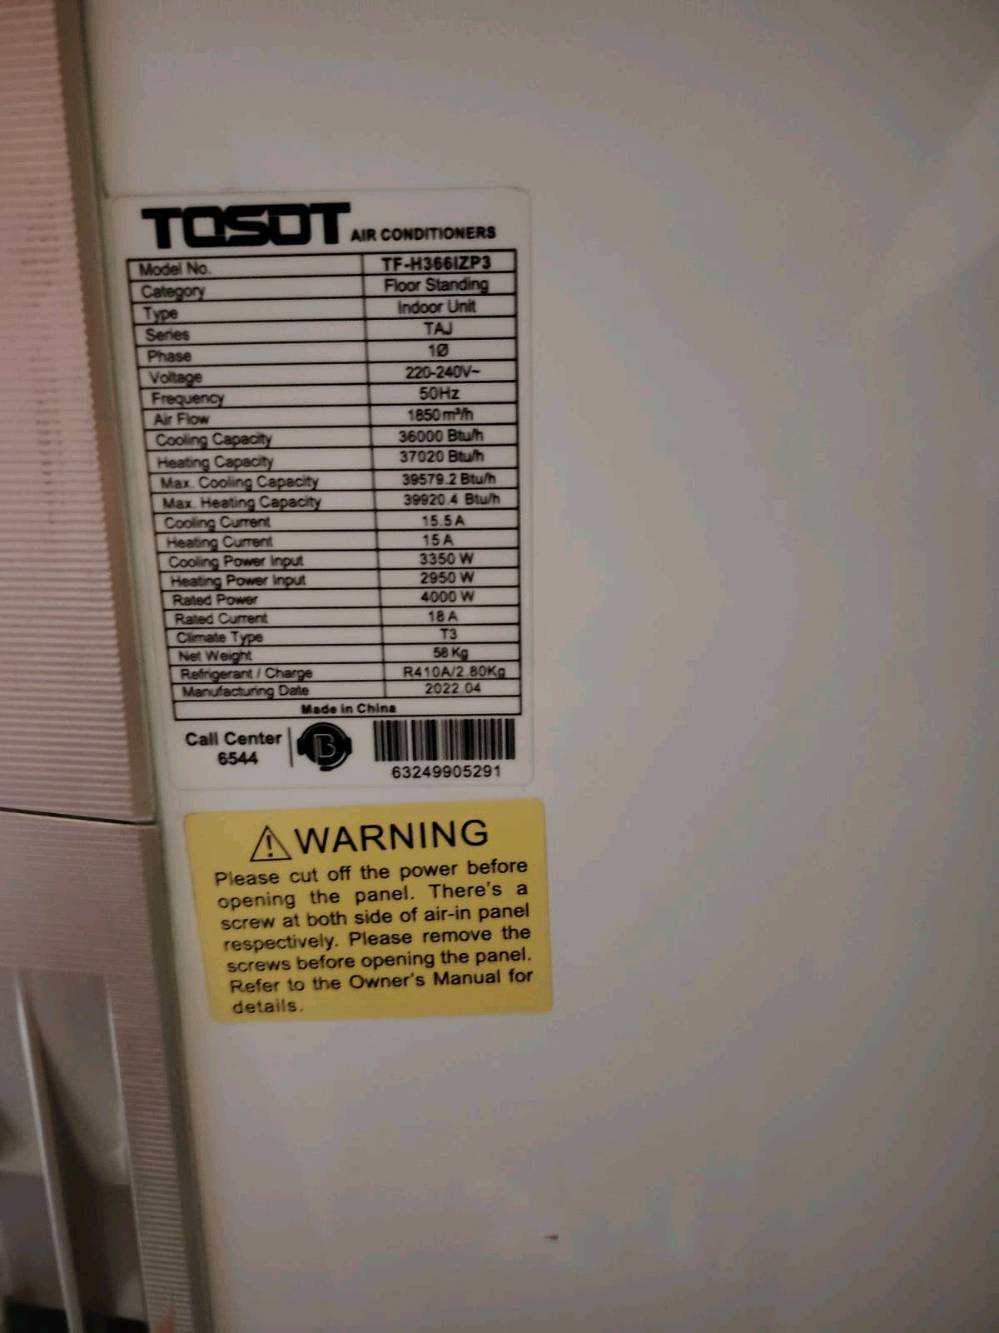 TOSOT AIR CONDITIONERS
Model No. TF-H366IZP3
Category Floor Standing
Type Indoor Unit
Series TAJ
Phase 1Ø
Voltage 220-240V~
Frequency 50Hz
Air Flow 1850m³/h
Cooling Capacity 36000 Btu/h
Heating Capacity 37020 Btu/h
Max. Cooling Capacity 39579.2 Btu/h
Max. Heating Capacity 39920.4 Btu/h
Cooling Current 15.5 A
Heating Current 15 A
Cooling Power Input 3350 W
Heating Power Input 2950 W
Rated Power 4000 W
Rated Current 18 A
Climate Type T3
Net Weight 58 Kg
Refrigerant / Charge R410A/2.80Kg
Manufacturing Date 2022.04
Made in China
Call Center
6544
B
63249905291
WARNING
Please cut off the power before
opening the panel. There's a
screw at both side of air-in panel
respectively. Please remove the
screws before opening the panel.
Refer to the Owner's Manual for
details.